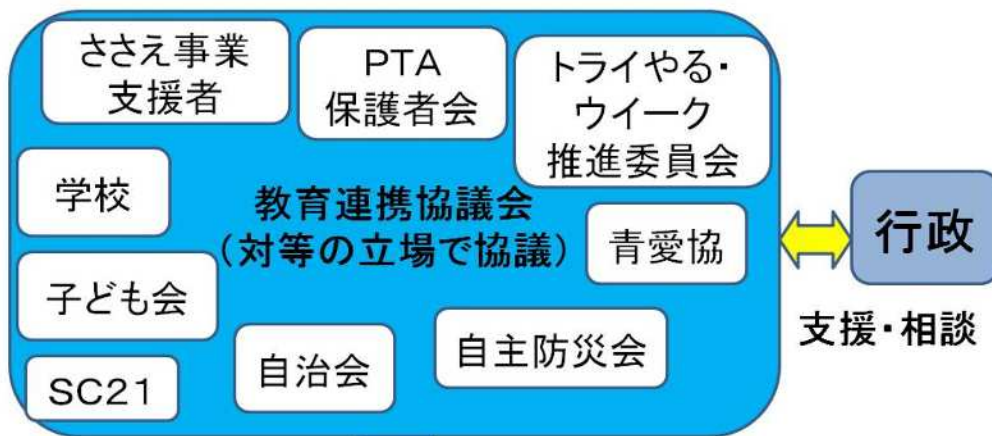 ささえ事業
支援者
PTA
保護者会
トライやる・
ウイーク
推進委員会
学校
教育連携協議会
(対等の立場で協議)
青愛協
行政
子ども会
支援・相談
自治会
自主防災会
SC21